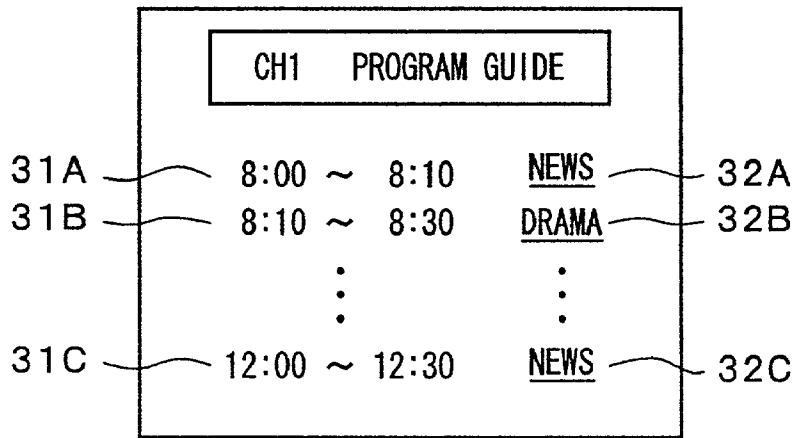 CH1 PROGRAM GUIDE
31A 8:00 ~ 8:10 NEWS 32A
31B 8:10 ~ 8:30 DRAMA 32B
31C 12:00 ~ 12:30 NEWS 32C